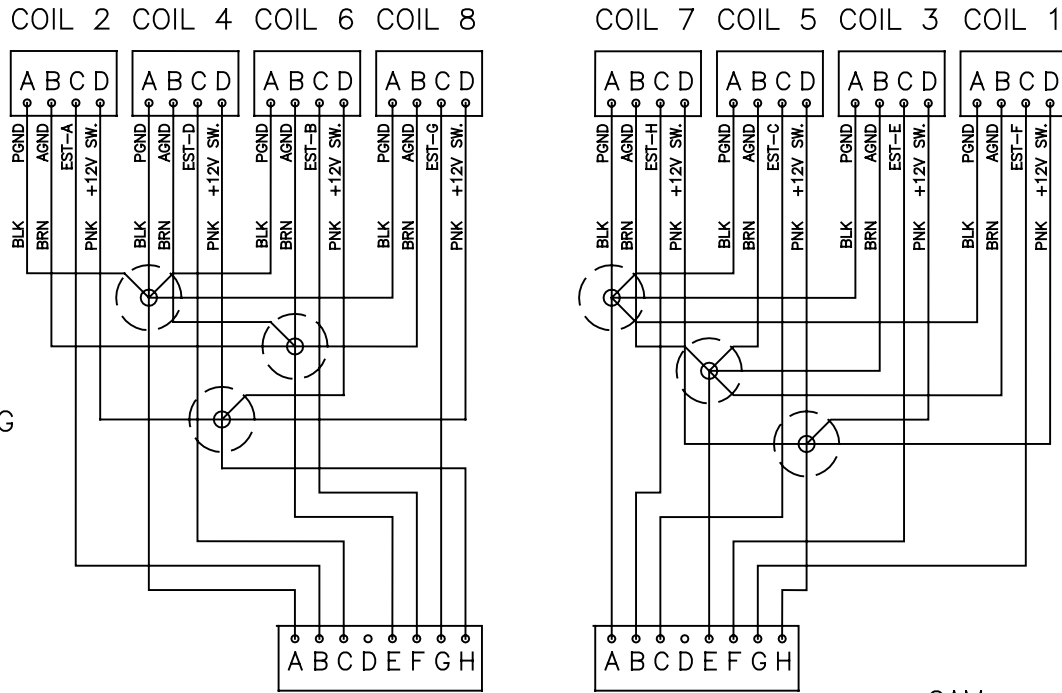 COIL 2 COIL 4 COIL 6 COIL 8 COIL 7 COIL 5 COIL 3 COIL 1
A B C D A B C D A B C D A B C D A B C D A B C D A B C D A B C D
PGND AGND EST-A +12V SW. PGND AGND EST-D +12V SW. PGND AGND EST-B +12V SW. PGND AGND EST-G +12V SW. PGND AGND EST-H +12V SW. PGND AGND EST-C +12V SW. PGND AGND EST-E +12V SW. PGND AGND EST-F +12V SW.
BLK BRN PNK BLK BRN PNK BLK BRN PNK BLK BRN PNK BLK BRN PNK BLK BRN PNK BLK BRN PNK BLK BRN PNK
G
A B C D E F G H A B C D E F G H